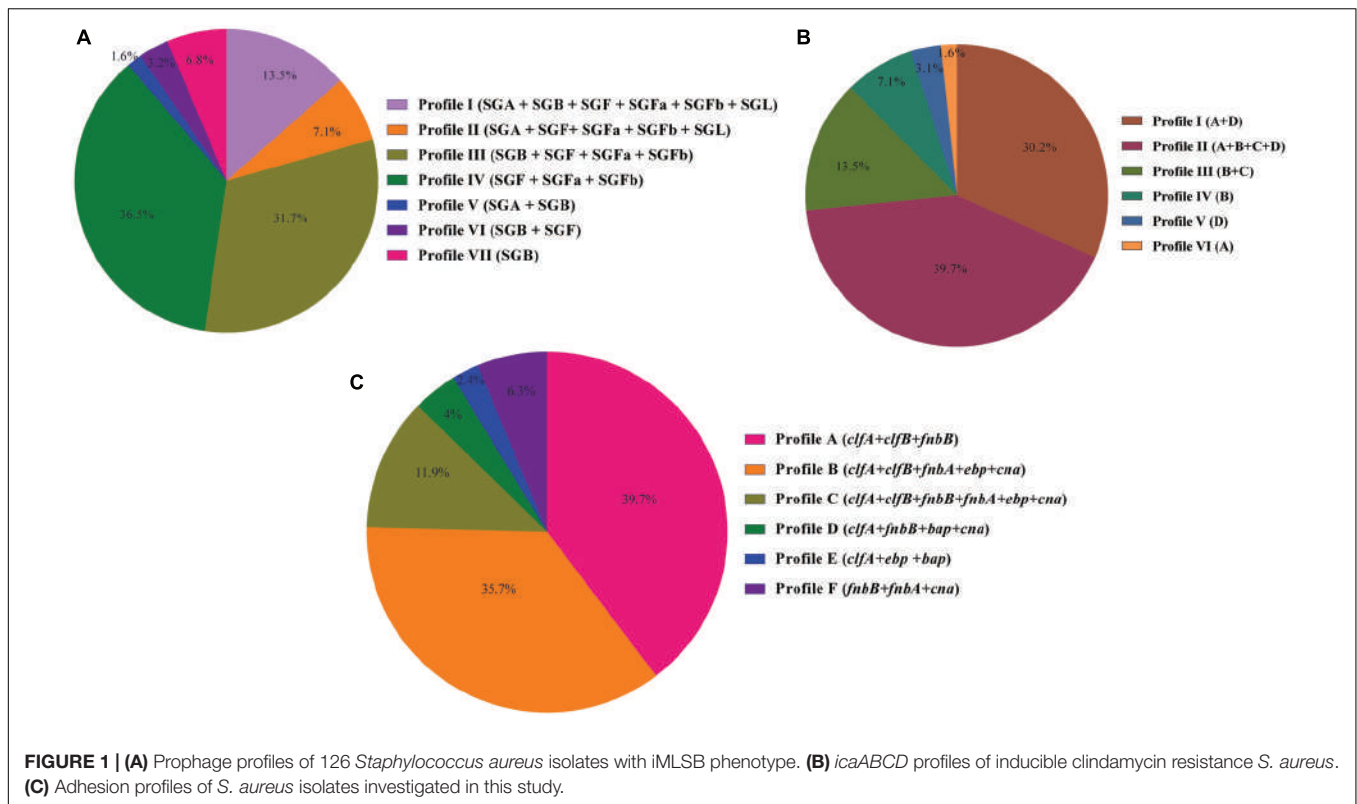 A
1.6%
3.2%
6.8%
13.5%
7.1%
31.7%
36.5%
Profile I (SGA + SGB + SGF + SGFa + SGFb + SGL)
Profile II (SGA + SGF+ SGFa + SGFb + SGL)
Profile III (SGB + SGF + SGFa + SGFb)
Profile IV (SGF + SGFa + SGFb)
Profile V (SGA + SGB)
Profile VI (SGB + SGF)
Profile VII (SGB)
B
1.6%
3.1%
7.1%
13.5%
30.2%
39.7%
Profile I (A+D)
Profile II (A+B+C+D)
Profile III (B+C)
Profile IV (B)
Profile V (D)
Profile VI (A)
C
2.4%
6.3%
4%
11.9%
39.7%
35.7%
Profile A (clfA+clfB+fnbB)
Profile B (clfA+clfB+fnbA+ebp+cna)
Profile C (clfA+clfB+fnbB+fnbA+ebp+cna)
Profile D (clfA+fnbB+bap+cna)
Profile E (clfA+ebp +bap)
Profile F (fnbB+fnbA+cna)
FIGURE 1 | (A) Prophage profiles of 126 Staphylococcus aureus isolates with iMLSB phenotype. (B) icaABCD profiles of inducible clindamycin resistance S. aureus.
(C) Adhesion profiles of S. aureus isolates investigated in this study.